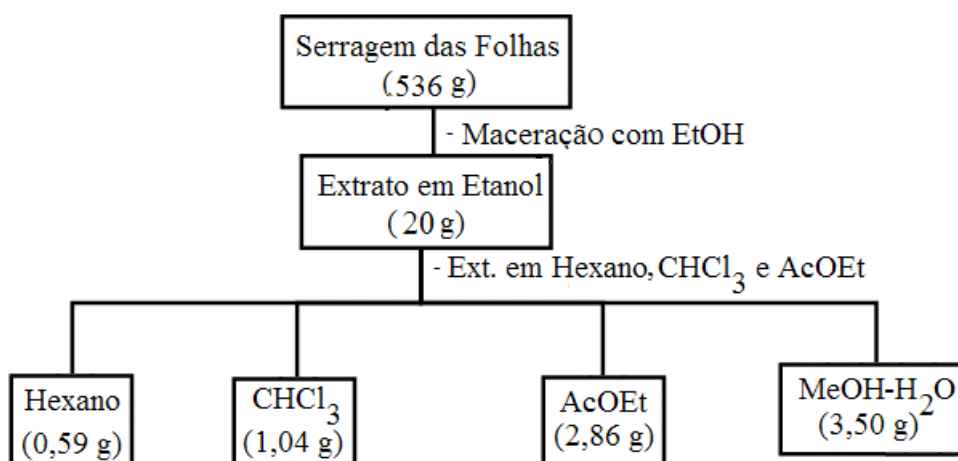 Serragem das Folhas
(536 g)
- Maceração com EtOH
Extrato em Etanol
(20 g)
- Ext. em Hexano, CHCl3 e AcOEt
Hexano
(0,59 g)
CHCl3
(1,04 g)
AcOEt
(2,86 g)
MeOH-H2O
(3,50 g)